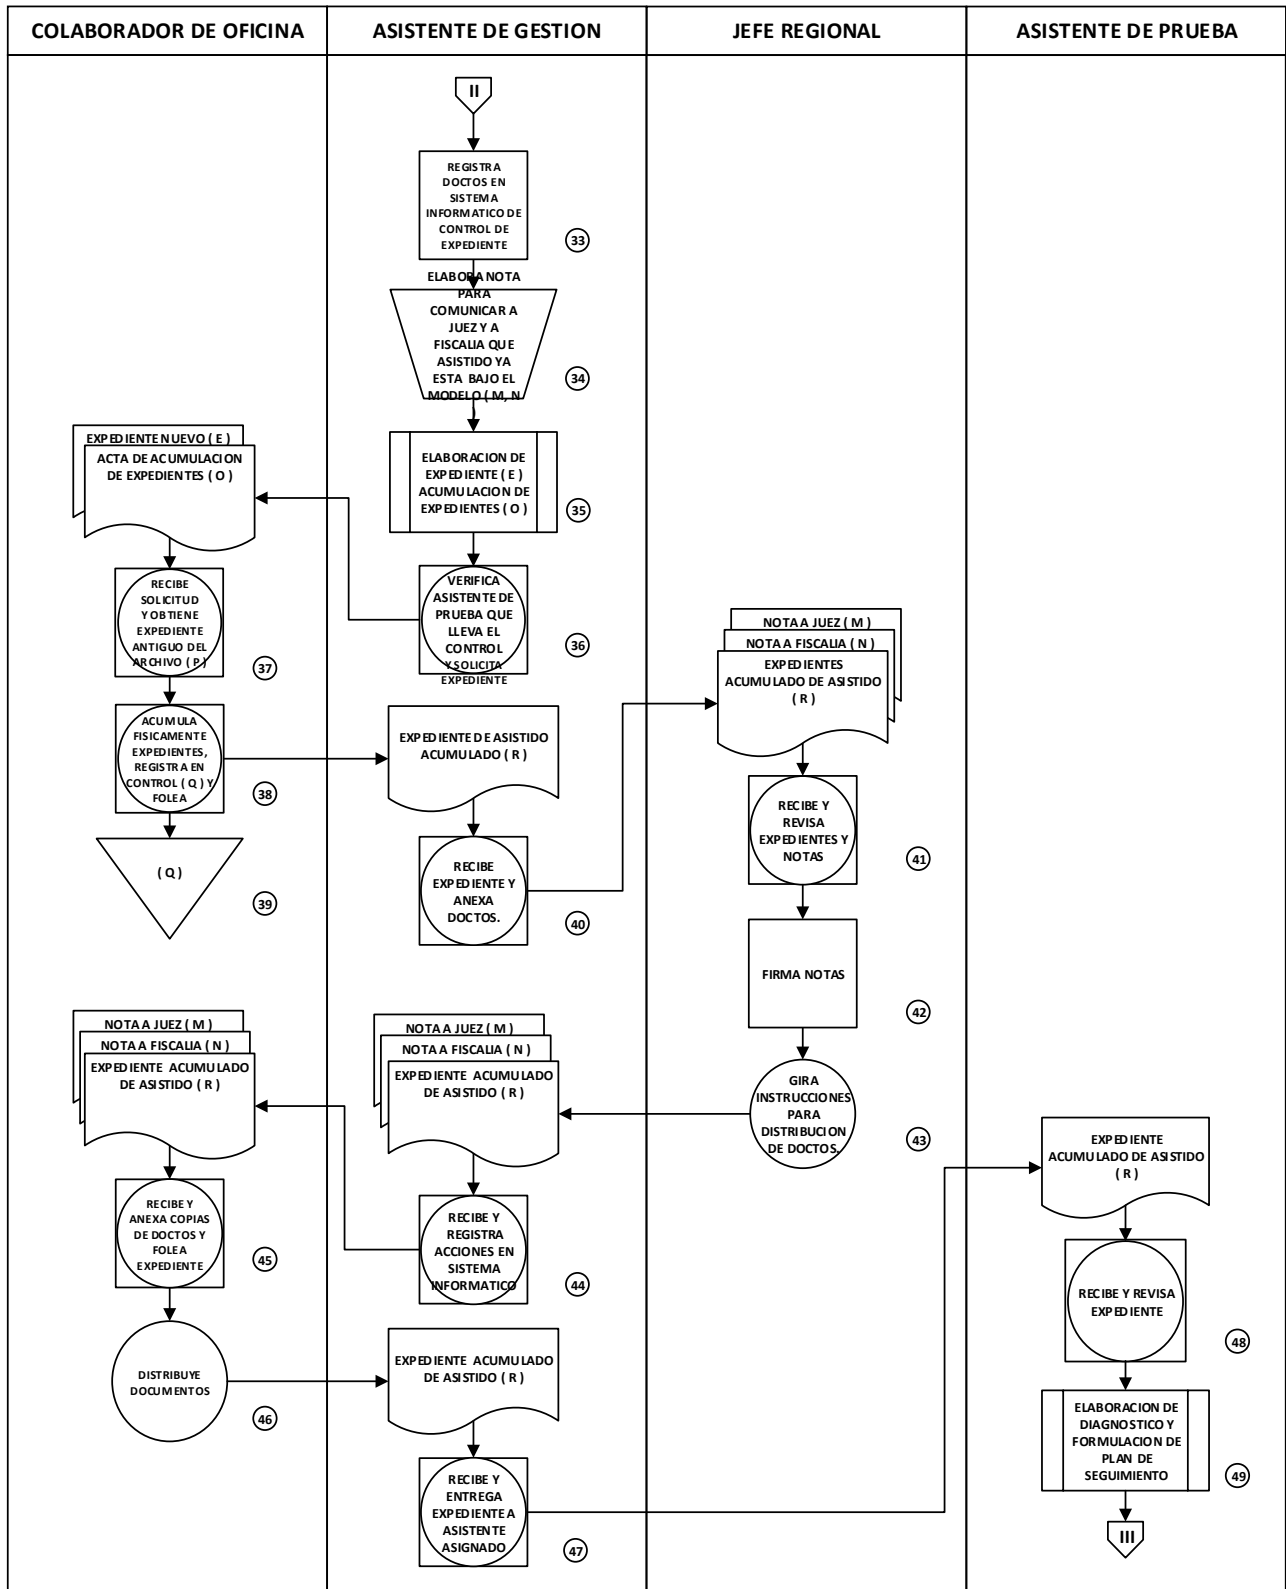 COLABORADOR DE OFICINA
ASISTENTE DE GESTION
JEFE REGIONAL
ASISTENTE DE PRUEBA
II
REGISTRA
DOCTOS EN
SISTEMA
INFORMATICO DE
CONTROL DE
EXPEDIENTE
33
ELABORA NOTA
PARA
COMUNICAR A
JUEZ Y A
FISCALIA QUE
ASISTIDO YA
ESTA BAJO EL
MODELO ( M, N
)
34
ELABORACION DE
EXPEDIENTE ( E )
ACUMULACION DE
EXPEDIENTES ( O )
35
EXPEDIENTE NUEVO ( E )
ACTA DE ACUMULACION
DE EXPEDIENTES ( O )
VERIFICA
ASISTENTE DE
PRUEBA QUE
LLEVA EL
CONTROL
Y SOLICITA
EXPEDIENTE
36
RECIBE
SOLICITUD
Y OBTIENE
EXPEDIENTE
ANTIGUO DEL
ARCHIVO ( P )
37
ACUMULA
FISICAMENTE
EXPEDIENTES,
REGISTRA EN
CONTROL ( Q ) Y
FOLEA
38
( Q )
39
EXPEDIENTE DE ASISTIDO
ACUMULADO ( R )
RECIBE
EXPEDIENTE Y
ANEXA
DOCTOS.
40
NOTA A JUEZ ( M )
NOTA A FISCALIA ( N )
EXPEDIENTES
ACUMULADO DE ASISTIDO
( R )
RECIBE Y
REVISA
EXPEDIENTES Y
NOTAS
41
FIRMA NOTAS
42
GIRA
INSTRUCCIONES
PARA
DISTRIBUCION
DE DOCTOS.
43
NOTA A JUEZ ( M )
NOTA A FISCALIA ( N )
EXPEDIENTE ACUMULADO
DE ASISTIDO ( R )
RECIBE Y
REGISTRA
ACCIONES EN
SISTEMA
INFORMATICO
44
NOTA A JUEZ ( M )
NOTA A FISCALIA ( N )
EXPEDIENTE ACUMULADO
DE ASISTIDO ( R )
RECIBE Y
ANEXA COPIAS
DE DOCTOS Y
FOLEA
EXPEDIENTE
45
DISTRIBUYE
DOCUMENTOS
46
EXPEDIENTE ACUMULADO
DE ASISTIDO ( R )
RECIBE Y
ENTREGA
EXPEDIENTE A
ASISTENTE
ASIGNADO
47
EXPEDIENTE
ACUMULADO DE ASISTIDO
( R )
RECIBE Y REVISA
EXPEDIENTE
48
ELABORACION DE
DIAGNOSTICO Y
FORMULACION DE
PLAN DE
SEGUIMIENTO
49
III